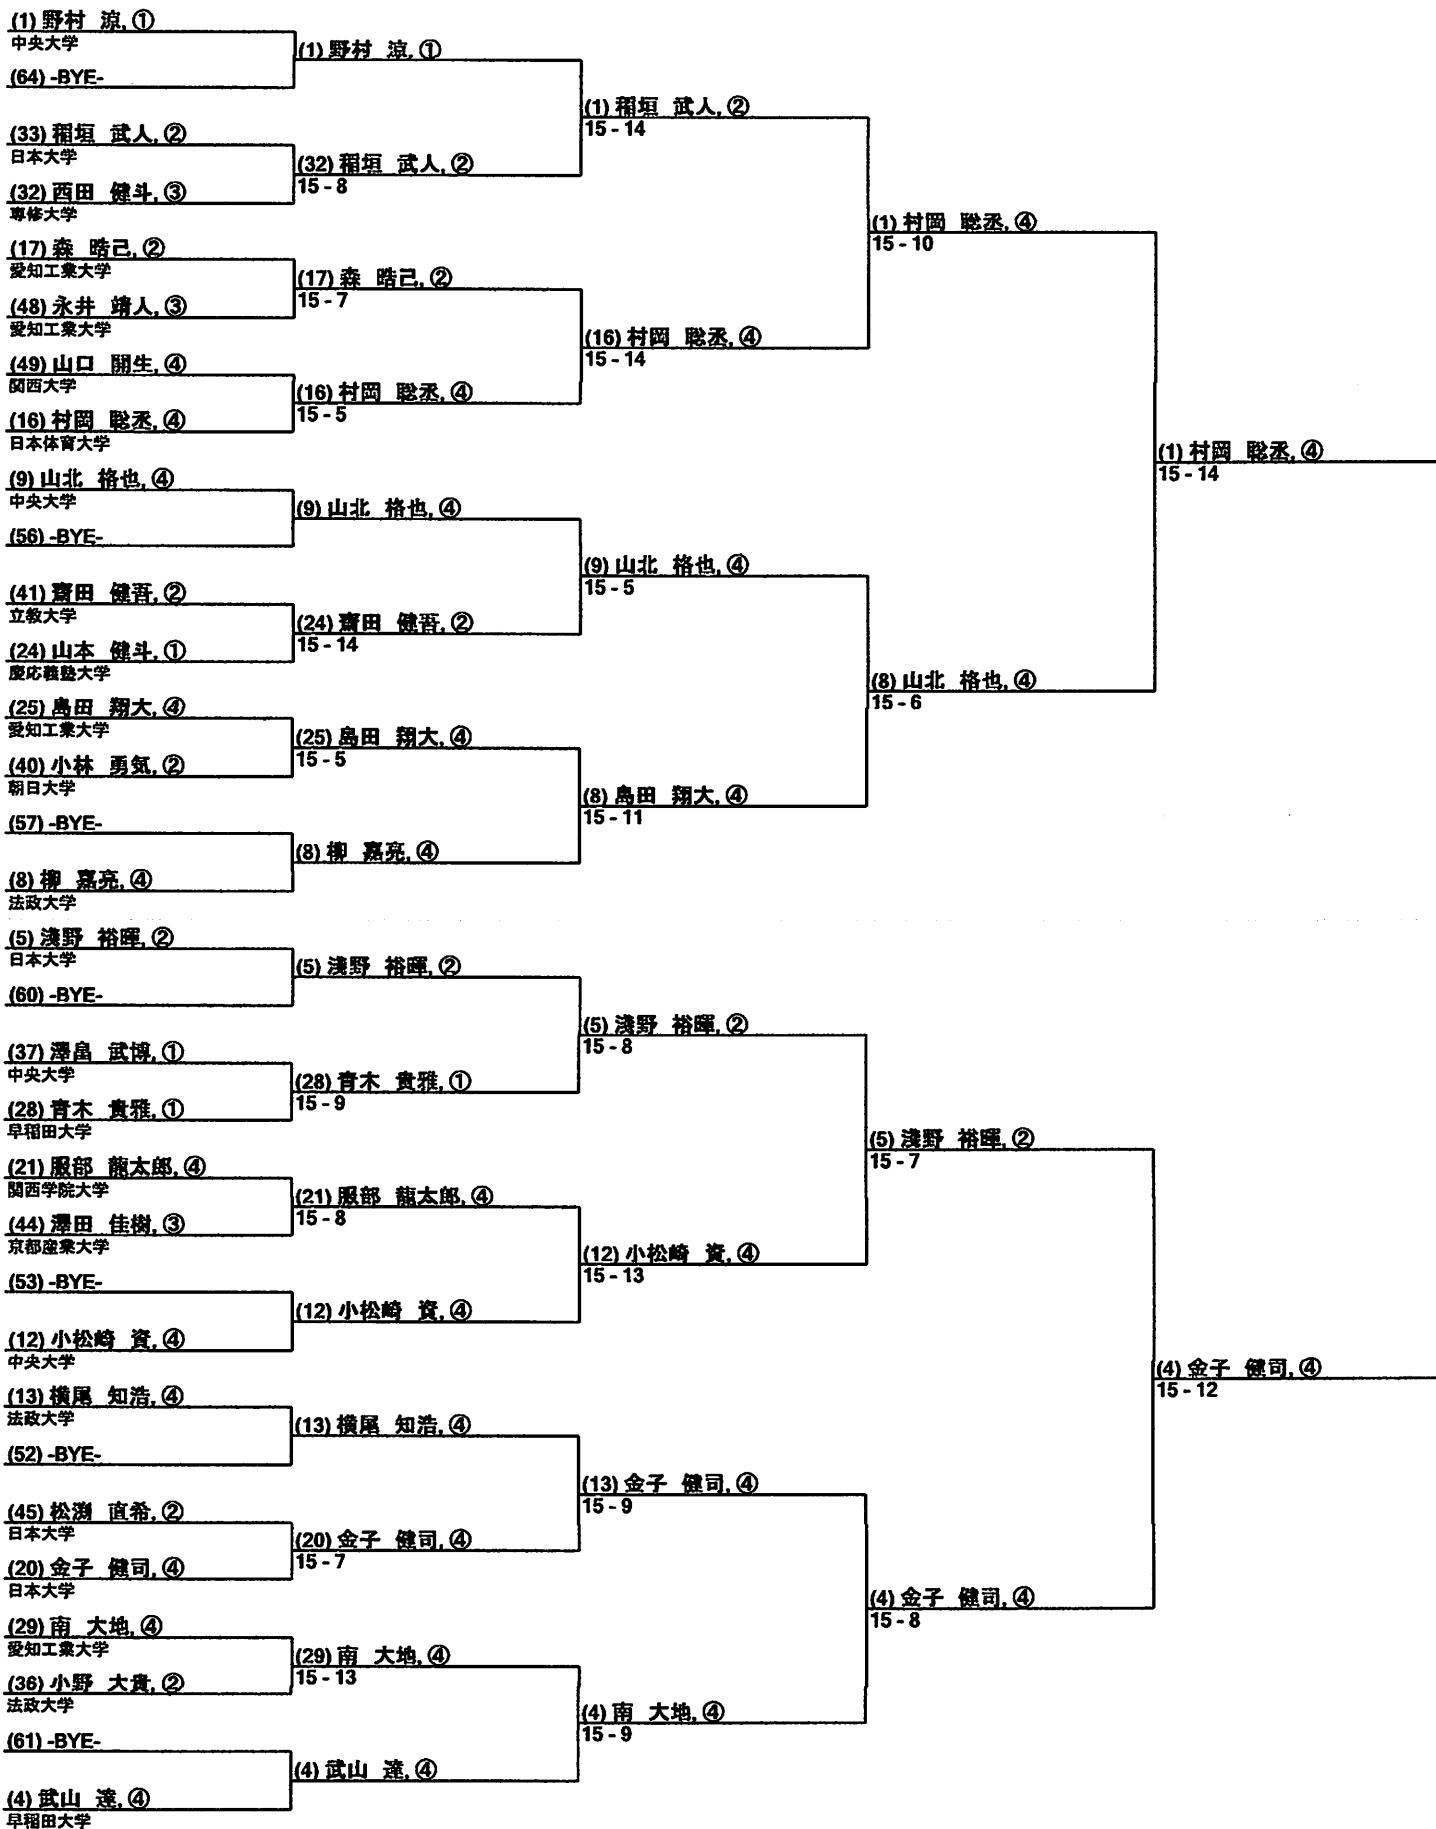 (1) 野村 涼, ①
中央大学
(1) 野村 涼, ①
(64) -BYE-
(1) 稲垣 武人, ②
15 - 14
(33) 稲垣 武人, ②
日本大学
(32) 稲垣 武人, ②
15 - 8
(32) 西田 健斗, ③
専修大学
(1) 村岡 聡丞, ④
15 - 10
(17) 森 晧己, ②
愛知工業大学
(17) 森 晧己, ②
15 - 7
(48) 永井 靖人, ③
愛知工業大学
(16) 村岡 聡丞, ④
15 - 14
(49) 山口 開生, ④
関西大学
(16) 村岡 聡丞, ④
15 - 5
(16) 村岡 聡丞, ④
日本体育大学
(1) 村岡 聡丞, ④
15 - 14
(9) 山北 格也, ④
中央大学
(9) 山北 格也, ④
(56) -BYE-
(9) 山北 格也, ④
15 - 5
(41) 齋田 健吾, ②
立教大学
(24) 齋田 健吾, ②
15 - 14
(24) 山本 健斗, ①
慶応義塾大学
(8) 山北 格也, ④
15 - 6
(25) 島田 翔大, ④
愛知工業大学
(25) 島田 翔大, ④
15 - 5
(40) 小林 勇気, ②
朝日大学
(8) 島田 翔大, ④
15 - 11
(57) -BYE-
(8) 柳 嘉亮, ④
(8) 柳 嘉亮, ④
法政大学
(5) 淺野 裕暉, ②
日本大学
(5) 淺野 裕暉, ②
(60) -BYE-
(5) 淺野 裕暉, ②
15 - 8
(37) 澤畠 武博, ①
中央大学
(28) 青木 貴雅, ①
15 - 9
(28) 青木 貴雅, ①
早稲田大学
(5) 淺野 裕暉, ②
15 - 7
(21) 服部 龍太郎, ④
関西学院大学
(21) 服部 龍太郎, ④
15 - 8
(44) 澤田 佳樹, ③
京都産業大学
(12) 小松崎 資, ④
15 - 13
(53) -BYE-
(12) 小松崎 資, ④
(12) 小松崎 資, ④
中央大学
(4) 金子 健司, ④
15 - 12
(13) 横尾 知浩, ④
法政大学
(13) 横尾 知浩, ④
(52) -BYE-
(13) 金子 健司, ④
15 - 9
(45) 松渕 直希, ②
日本大学
(20) 金子 健司, ④
15 - 7
(20) 金子 健司, ④
日本大学
(4) 金子 健司, ④
15 - 8
(29) 南 大地, ④
愛知工業大学
(29) 南 大地, ④
15 - 13
(36) 小野 大貴, ②
法政大学
(4) 南 大地, ④
15 - 9
(61) -BYE-
(4) 武山 達, ④
(4) 武山 達, ④
早稲田大学